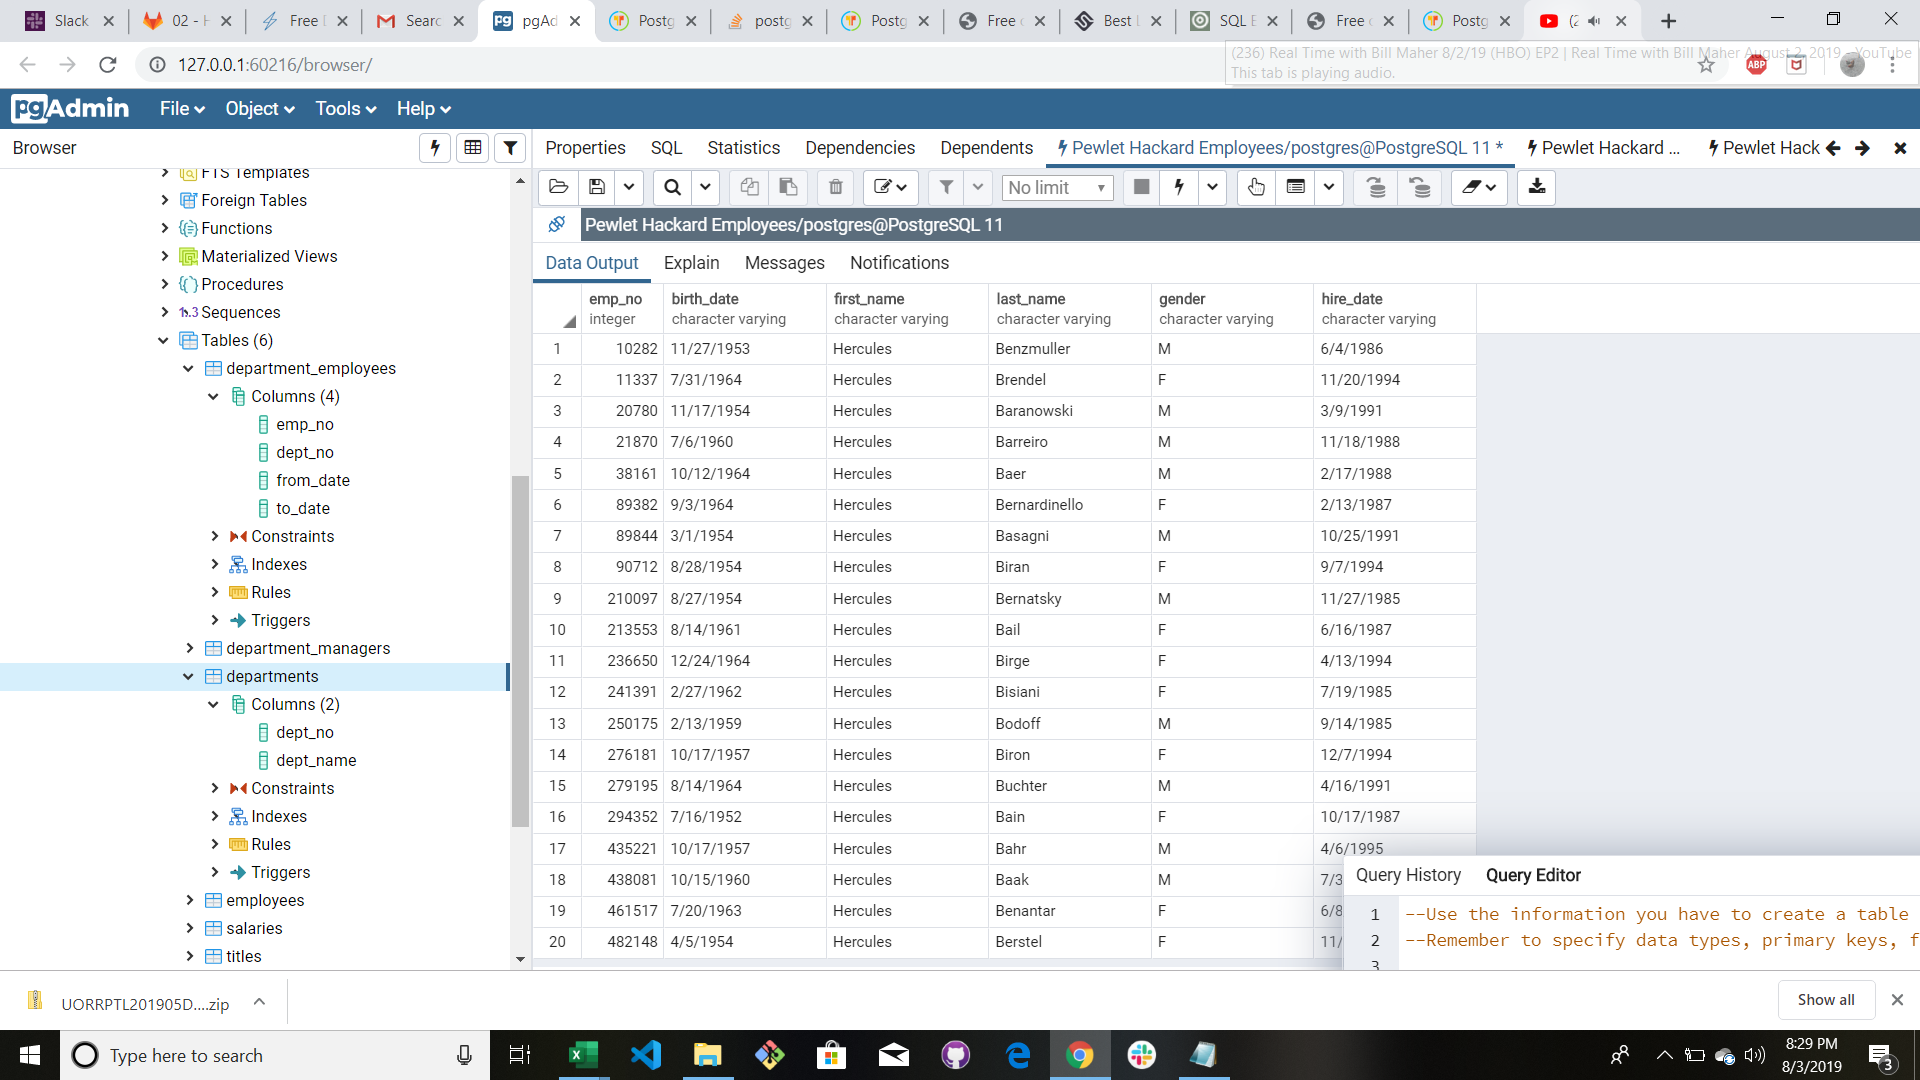 Slack
02 - H
Free D
Searc
pgAd
Postg
postg
Postg
Free c
Best
SQL E
Free c
Postg
(2
127.0.0.1:60216/browser/
(236) Real Time with Bill Maher 8/2/19 (HBO) EP2 | Real Time with Bill Maher August 2, 2019 - YouTube
This tab is playing audio.
ABP
pgAdmin File Object Tools Help
Browser
Properties SQL Statistics Dependencies Dependents Pewlet Hackard Employees/postgres@PostgreSQL 11 * Pewlet Hackard ... Pewlet Hack
No limit
Pewlet Hackard Employees/postgres@PostgreSQL 11
Data Output Explain Messages Notifications
FTS Templates
Foreign Tables
Functions
Materialized Views
Procedures
1..3 Sequences
Tables (6)
department_employees
Columns (4)
emp_no
dept_no
from_date
to_date
Constraints
Indexes
Rules
Triggers
department_managers
departments
Columns (2)
dept_no
dept_name
Constraints
Indexes
Rules
Triggers
employees
salaries
titles
emp_no birth_date first_name last_name gender hire_date
integer character varying character varying character varying character varying character varying
1 10282 11/27/1953 Hercules Benzmuller M 6/4/1986
2 11337 7/31/1964 Hercules Brendel F 11/20/1994
3 20780 11/17/1954 Hercules Baranowski M 3/9/1991
4 21870 7/6/1960 Hercules Barreiro M 11/18/1988
5 38161 10/12/1964 Hercules Baer M 2/17/1988
6 89382 9/3/1964 Hercules Bernardinello F 2/13/1987
7 89844 3/1/1954 Hercules Basagni M 10/25/1991
8 90712 8/28/1954 Hercules Biran F 9/7/1994
9 210097 8/27/1954 Hercules Bernatsky M 11/27/1985
10 213553 8/14/1961 Hercules Bail F 6/16/1987
11 236650 12/24/1964 Hercules Birge F 4/13/1994
12 241391 2/27/1962 Hercules Bisiani F 7/19/1985
13 250175 2/13/1959 Hercules Bodoff M 9/14/1985
14 276181 10/17/1957 Hercules Biron F 12/7/1994
15 279195 8/14/1964 Hercules Buchter M 4/16/1991
16 294352 7/16/1952 Hercules Bain F 10/17/1987
17 435221 10/17/1957 Hercules Bahr M 4/6/1995
18 438081 10/15/1960 Hercules Baak M 7/3
19 461517 7/20/1963 Hercules Benantar F 6/8
20 482148 4/5/1954 Hercules Berstel F 11/
Query History Query Editor
1 --Use the information you have to create a table
2 --Remember to specify data types, primary keys, f
3
UORRPTL201905D....zip
Show all
Type here to search
8:29 PM
8/3/2019
3